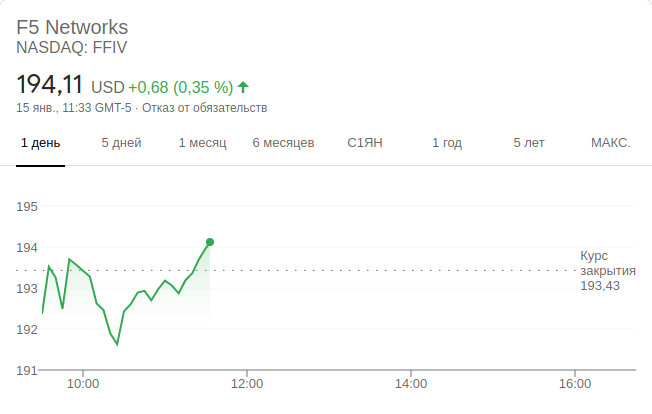 F5 Networks
NASDAQ: FFIV
194,11 USD +0,68 (0,35 %)
15 янв., 11:33 GMT-5 · Отказ от обязательств
1 день 5 дней 1 месяц 6 месяцев С1ЯН 1 год 5 лет МАКС.
195
194
193
192
191
Курс
закрытия
193,43
10:00 12:00 14:00 16:00